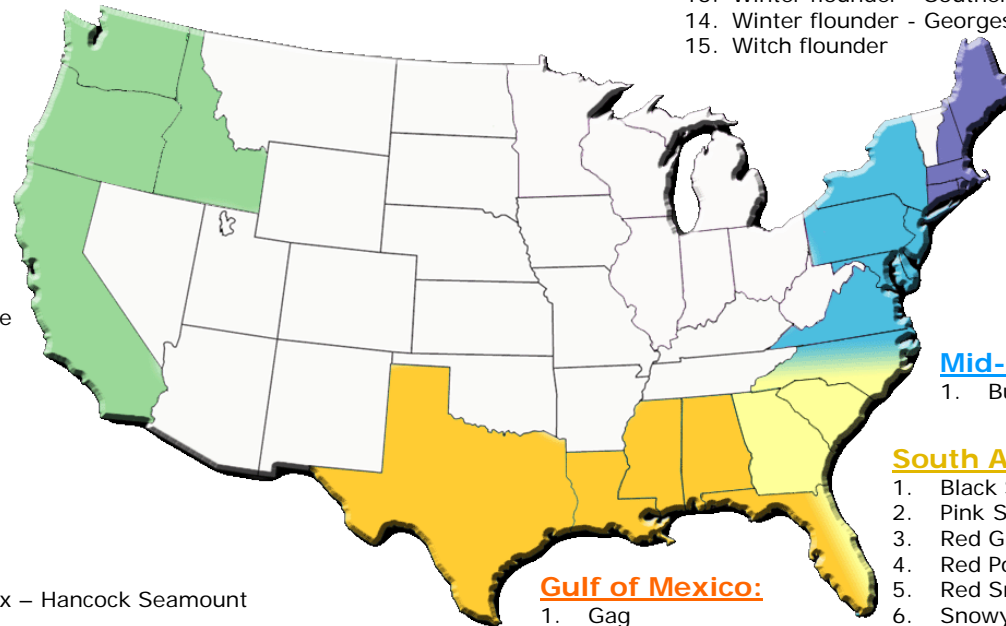 14. Winter flounder - Georges
15. Witch flounder
e
Mid-
1. Bu
South A
1. Black
2. Pink S
3. Red G
4. Red Po
5. Red Sn
6. Snowy
x – Hancock Seamount
Gulf of Mexico:
1. Gag